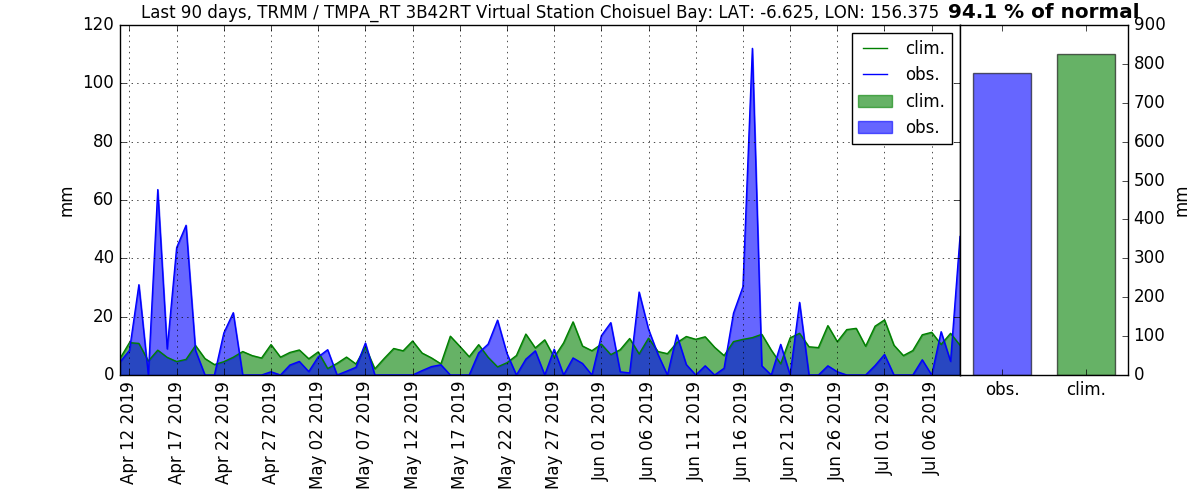 Last 90 days, TRMM / TMPA_RT 3B42RT Virtual Station Choisuel Bay: LAT: -6.625, LON: 156.375 94.1 % of normal
120
100
80
60
40
20
0
mm
clim.
obs.
clim.
obs.
900
800
700
600
500
400
300
200
100
0
mm
Apr 12 2019
Apr 17 2019
Apr 22 2019
Apr 27 2019
May 02 2019
May 07 2019
May 12 2019
May 17 2019
May 22 2019
May 27 2019
Jun 01 2019
Jun 06 2019
Jun 11 2019
Jun 16 2019
Jun 21 2019
Jun 26 2019
Jul 01 2019
Jul 06 2019
obs.
clim.